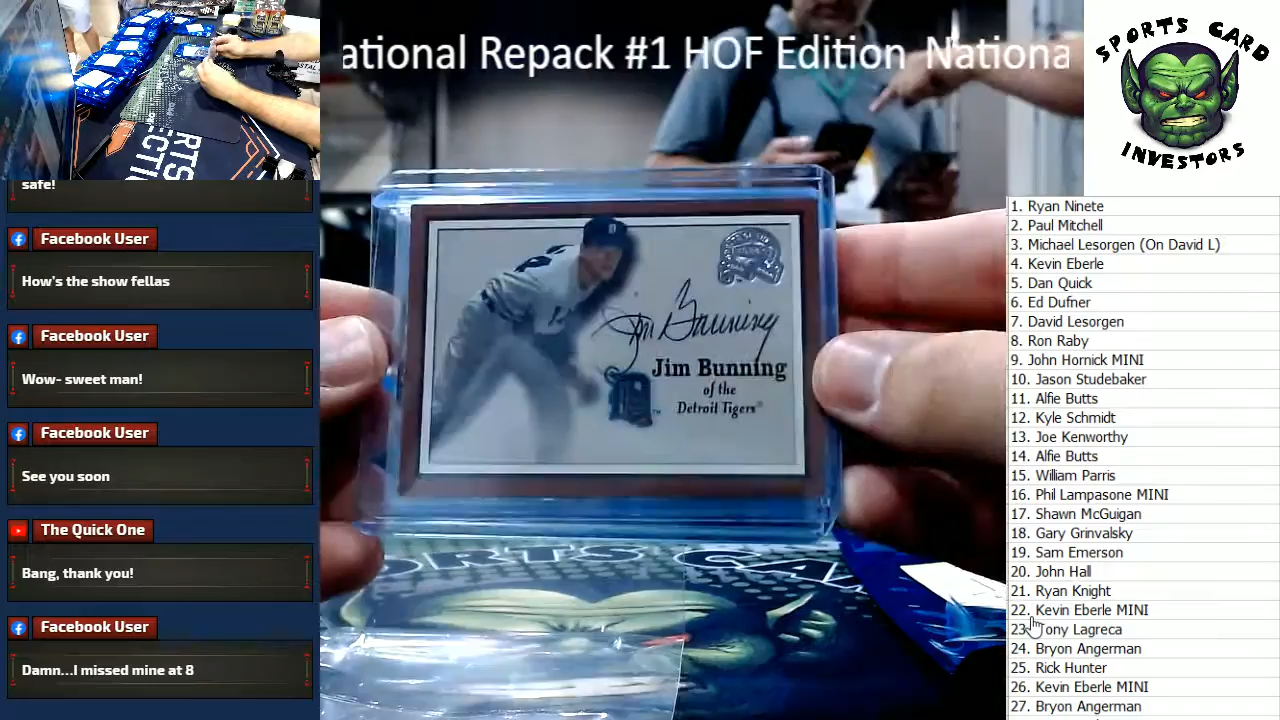 ational Repack #1 HOF Edition Nationa
SPORTS CARD
INVESTORS
safe!
Facebook User
How's the show fellas
Facebook User
Wow- sweet man!
Facebook User
See you soon
The Quick One
Bang, thank you!
Facebook User
Damn...I missed mine at 8
Jim Bunning
Jim Bunning
of the
Detroit Tigers
D
1. Ryan Ninete
2. Paul Mitchell
3. Michael Lesorgen (On David L)
4. Kevin Eberle
5. Dan Quick
6. Ed Dufner
7. David Lesorgen
8. Ron Raby
9. John Hornick MINI
10. Jason Studebaker
11. Alfie Butts
12. Kyle Schmidt
13. Joe Kenworthy
14. Alfie Butts
15. William Parris
16. Phil Lampasone MINI
17. Shawn McGuigan
18. Gary Grinvalsky
19. Sam Emerson
20. John Hall
21. Ryan Knight
22. Kevin Eberle MINI
23. Tony Lagreca
24. Bryon Angerman
25. Rick Hunter
26. Kevin Eberle MINI
27. Bryon Angerman